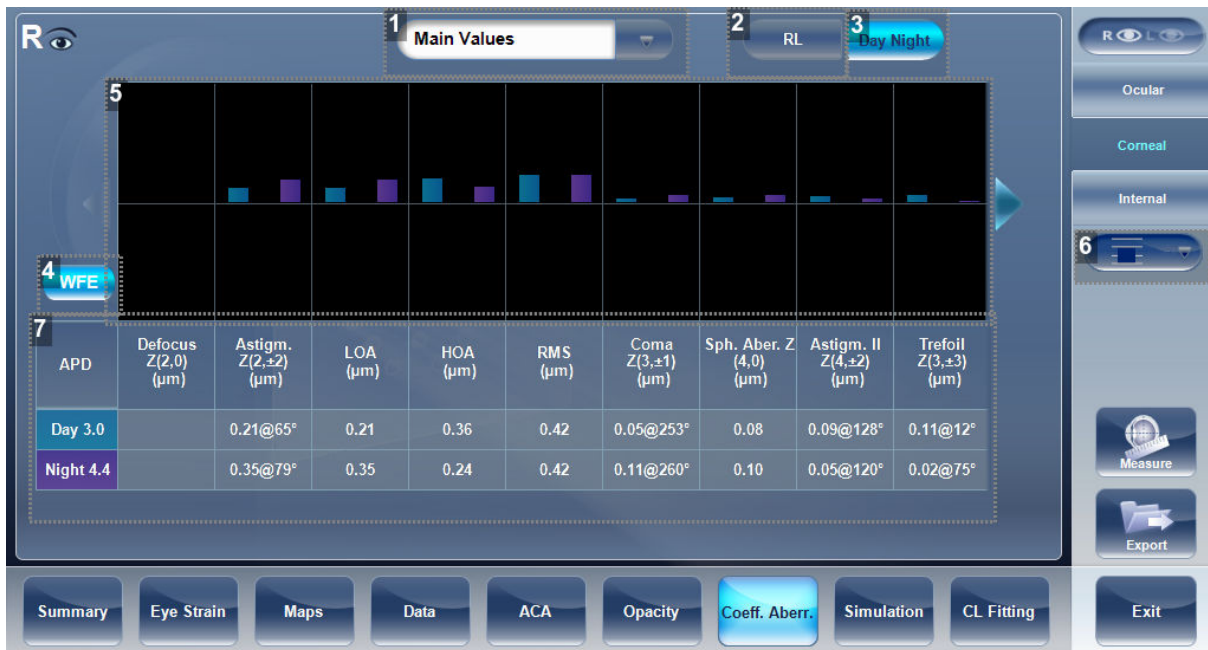 R
1
Main Values
2
RL
3
Day Night
R L
Ocular
5
Corneal
Internal
6
4
WFE
7
APD
Defocus
Z(2,0)
(µm)
Astigm.
Z(2,±2)
(µm)
LOA
(µm)
HOA
(µm)
RMS
(µm)
Coma
Z(3,±1)
(µm)
Sph. Aber. Z
(4,0)
(µm)
Astigm. II
Z(4,±2)
(µm)
Trefoil
Z(3,±3)
(µm)
Day 3.0 0.21@65° 0.21 0.36 0.42 0.05@253° 0.08 0.09@128° 0.11@12°
Night 4.4 0.35@79° 0.35 0.24 0.42 0.11@260° 0.10 0.05@120° 0.02@75°
Measure
Export
Summary Eye Strain Maps Data ACA Opacity Coeff. Aberr. Simulation CL Fitting Exit